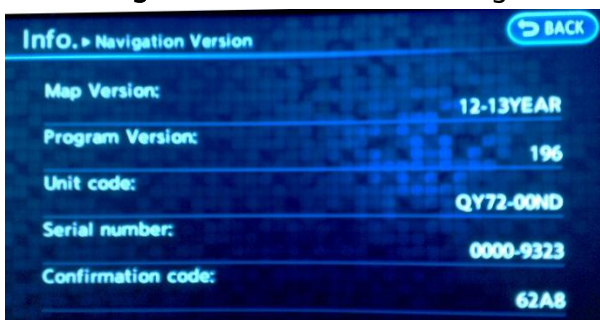 Info. ▸ Navigation Version
BACK
Map Version:
12-13YEAR
Program Version:
196
Unit code:
QY72-00ND
Serial number:
0000-9323
Confirmation code:
62A8